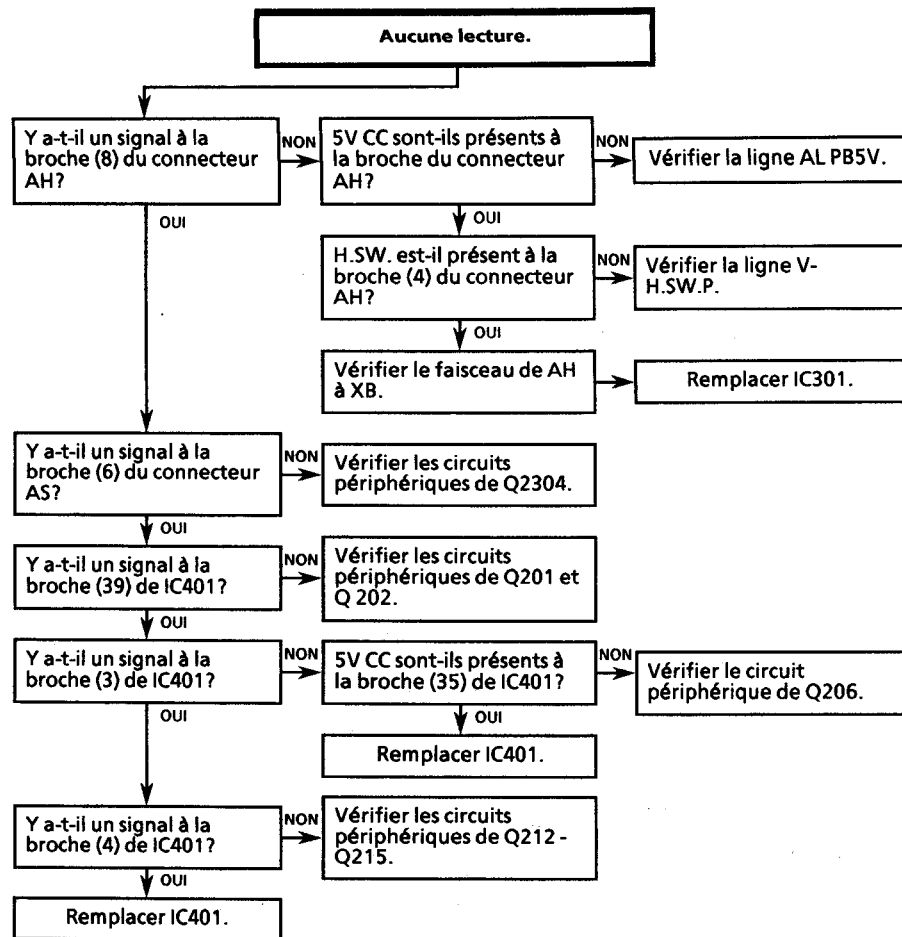 Aucune lecture.
Y a-t-il un signal à la
broche (8) du connecteur
AH?
NON
5V CC sont-ils présents à
la broche du connecteur
AH?
NON
Vérifier la ligne AL PB5V.
OUI
OUI
H.SW. est-il présent à la
broche (4) du connecteur
AH?
NON
Vérifier la ligne V-
H.SW.P.
OUI
Vérifier le faisceau de AH
à XB.
Remplacer IC301.
Y a-t-il un signal à la
broche (6) du connecteur
AS?
NON
Vérifier les circuits
périphériques de Q2304.
OUI
Y a-t-il un signal à la
broche (39) de IC401?
NON
Vérifier les circuits
périphériques de Q201 et
Q 202.
OUI
Y a-t-il un signal à la
broche (3) de IC401?
NON
5V CC sont-ils présents à
la broche (35) de IC401?
NON
Vérifier le circuit
périphérique de Q206.
OUI
OUI
Remplacer IC401.
Y a-t-il un signal à la
broche (4) de IC401?
NON
Vérifier les circuits
périphériques de Q212 -
Q215.
OUI
Remplacer IC401.